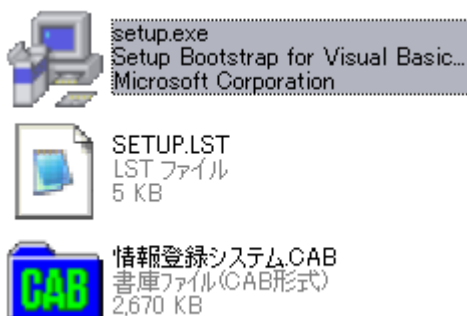 setup.exe
Setup Bootstrap for Visual Basic...
Microsoft Corporation
SETUP.LST
LST ファイル
5 KB
情報登録システム.CAB
書庫ファイル(CAB形式)
2,670 KB
CAB